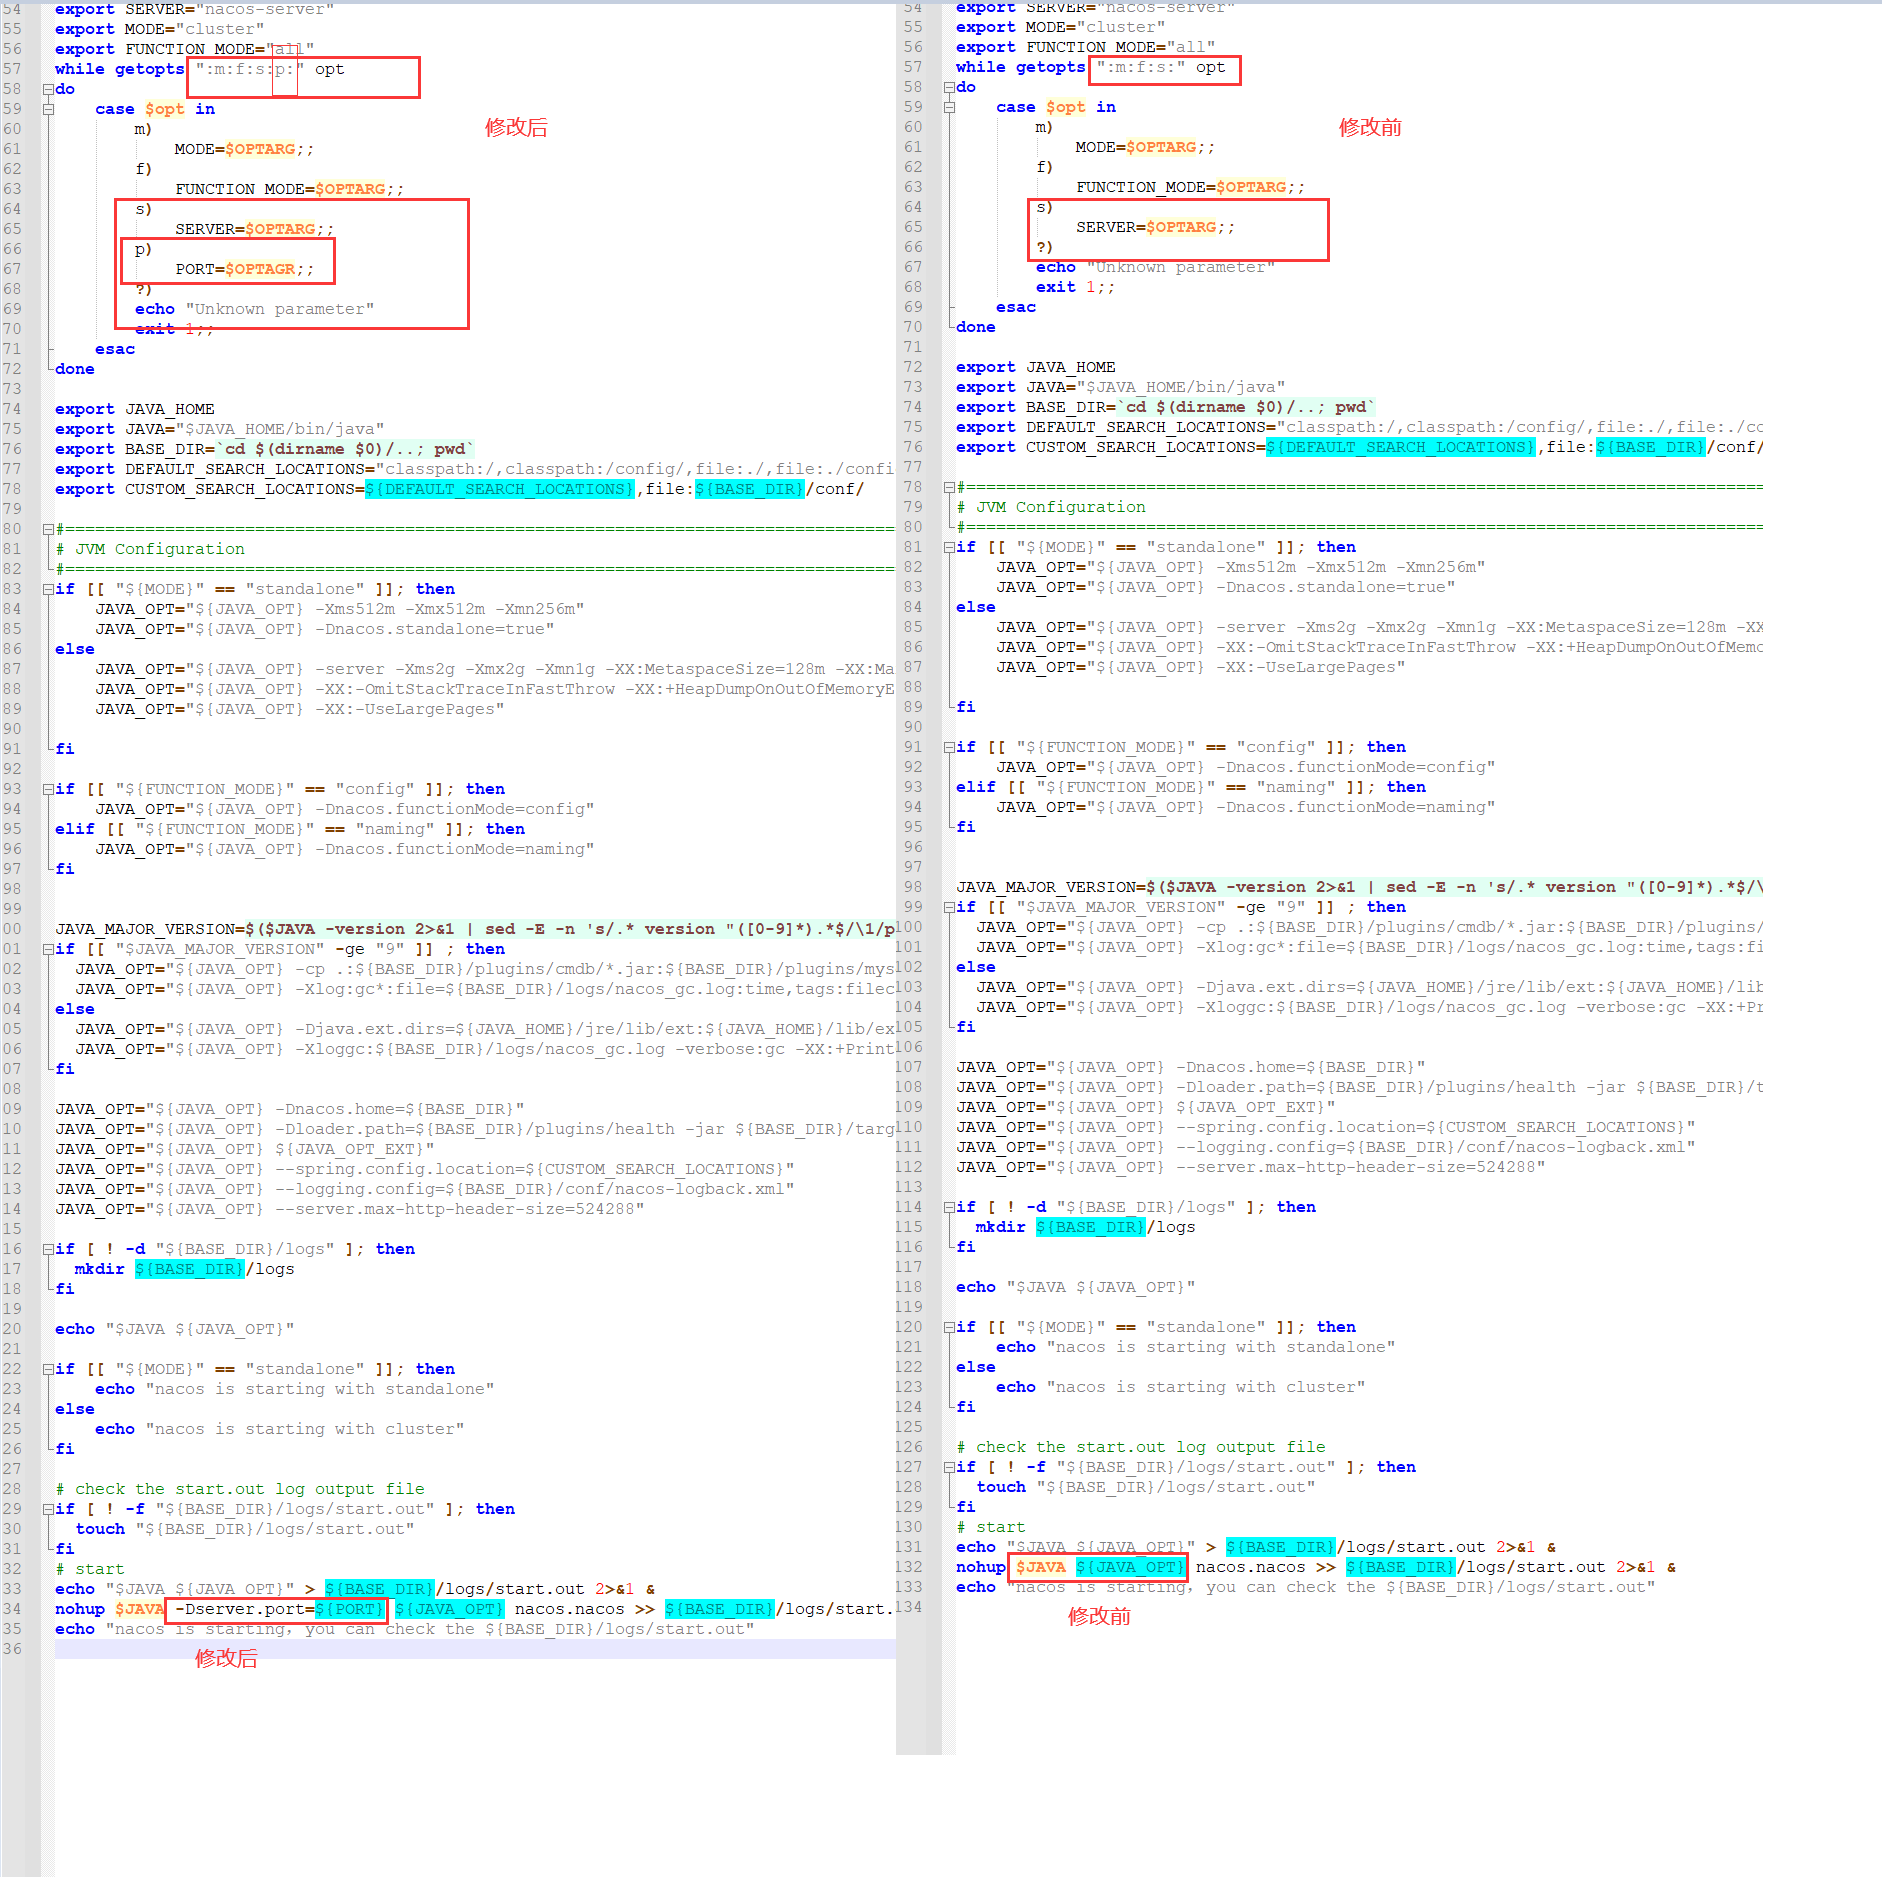 54 export SERVER="nacos-server"
55 export MODE="cluster"
56 export FUNCTION_MODE="all"
57 while getopts ":m:f:s:p:" opt
58 do
59 case $opt in
60 m)
61 MODE=$OPTARG;;
62 f)
63 FUNCTION_MODE=$OPTARG;;
64 s)
65 SERVER=$OPTARG;;
66 p)
67 PORT=$OPTAGR;;
68 ?)
69 echo "Unknown parameter"
70 exit 1;;
71 esac
72 done
73
74 export JAVA_HOME
75 export JAVA="$JAVA_HOME/bin/java"
76 export BASE_DIR=`cd $(dirname $0)/..; pwd`
77 export DEFAULT_SEARCH_LOCATIONS="classpath:/,classpath:/config/,file:./,file:./confi
78 export CUSTOM_SEARCH_LOCATIONS=${DEFAULT_SEARCH_LOCATIONS},file:${BASE_DIR}/conf/
79
80 #===================================================================================
81 # JVM Configuration
82 #===================================================================================
83 if [[ "${MODE}" == "standalone" ]]; then
84 JAVA_OPT="${JAVA_OPT} -Xms512m -Xmx512m -Xmn256m"
85 JAVA_OPT="${JAVA_OPT} -Dnacos.standalone=true"
86 else
87 JAVA_OPT="${JAVA_OPT} -server -Xms2g -Xmx2g -Xmn1g -XX:MetaspaceSize=128m -XX:Ma
88 JAVA_OPT="${JAVA_OPT} -XX:-OmitStackTraceInFastThrow -XX:+HeapDumpOnOutOfMemoryE
89 JAVA_OPT="${JAVA_OPT} -XX:-UseLargePages"
90
91 fi
92
93 if [[ "${FUNCTION_MODE}" == "config" ]]; then
94 JAVA_OPT="${JAVA_OPT} -Dnacos.functionMode=config"
95 elif [[ "${FUNCTION_MODE}" == "naming" ]]; then
96 JAVA_OPT="${JAVA_OPT} -Dnacos.functionMode=naming"
97 fi
98
99
00 JAVA_MAJOR_VERSION=$($JAVA -version 2>&1 | sed -E -n 's/.* version "([0-9]*).*$/\1/p
01 if [[ "$JAVA_MAJOR_VERSION" -ge "9" ]] ; then
02 JAVA_OPT="${JAVA_OPT} -cp .:${BASE_DIR}/plugins/cmdb/*.jar:${BASE_DIR}/plugins/mys
03 JAVA_OPT="${JAVA_OPT} -Xlog:gc*:file=${BASE_DIR}/logs/nacos_gc.log:time,tags:filec
04 else
05 JAVA_OPT="${JAVA_OPT} -Djava.ext.dirs=${JAVA_HOME}/jre/lib/ext:${JAVA_HOME}/lib/ex
06 JAVA_OPT="${JAVA_OPT} -Xloggc:${BASE_DIR}/logs/nacos_gc.log -verbose:gc -XX:+Print
07 fi
08
09 JAVA_OPT="${JAVA_OPT} -Dnacos.home=${BASE_DIR}"
10 JAVA_OPT="${JAVA_OPT} -Dloader.path=${BASE_DIR}/plugins/health -jar ${BASE_DIR}/targ
11 JAVA_OPT="${JAVA_OPT} ${JAVA_OPT_EXT}"
12 JAVA_OPT="${JAVA_OPT} --spring.config.location=${CUSTOM_SEARCH_LOCATIONS}"
13 JAVA_OPT="${JAVA_OPT} --logging.config=${BASE_DIR}/conf/nacos-logback.xml"
14 JAVA_OPT="${JAVA_OPT} --server.max-http-header-size=524288"
15
16 if [ ! -d "${BASE_DIR}/logs" ]; then
17 mkdir ${BASE_DIR}/logs
18 fi
19
20 echo "$JAVA ${JAVA_OPT}"
21
22 if [[ "${MODE}" == "standalone" ]]; then
23 echo "nacos is starting with standalone"
24 else
25 echo "nacos is starting with cluster"
26 fi
27
28 # check the start.out log output file
29 if [ ! -f "${BASE_DIR}/logs/start.out" ]; then
30 touch "${BASE_DIR}/logs/start.out"
31 fi
32 # start
33 echo "$JAVA ${JAVA_OPT}" > ${BASE_DIR}/logs/start.out 2>&1 &
34 nohup $JAVA -Dserver.port=${PORT} ${JAVA_OPT} nacos.nacos >> ${BASE_DIR}/logs/start.
35 echo "nacos is starting, you can check the ${BASE_DIR}/logs/start.out"
36
修改后
修改后
54 export SERVER="nacos-server"
55 export MODE="cluster"
56 export FUNCTION_MODE="all"
57 while getopts ":m:f:s:" opt
58 do
59 case $opt in
60 m)
61 MODE=$OPTARG;;
62 f)
63 FUNCTION_MODE=$OPTARG;;
64 s)
65 SERVER=$OPTARG;;
66 ?)
67 echo "Unknown parameter"
68 exit 1;;
69 esac
70 done
71
72 export JAVA_HOME
73 export JAVA="$JAVA_HOME/bin/java"
74 export BASE_DIR=`cd $(dirname $0)/..; pwd`
75 export DEFAULT_SEARCH_LOCATIONS="classpath:/,classpath:/config/,file:./,file:./co
76 export CUSTOM_SEARCH_LOCATIONS=${DEFAULT_SEARCH_LOCATIONS},file:${BASE_DIR}/conf/
77
78 #================================================================================
79 # JVM Configuration
80 #================================================================================
81 if [[ "${MODE}" == "standalone" ]]; then
82 JAVA_OPT="${JAVA_OPT} -Xms512m -Xmx512m -Xmn256m"
83 JAVA_OPT="${JAVA_OPT} -Dnacos.standalone=true"
84 else
85 JAVA_OPT="${JAVA_OPT} -server -Xms2g -Xmx2g -Xmn1g -XX:MetaspaceSize=128m -XX
86 JAVA_OPT="${JAVA_OPT} -XX:-OmitStackTraceInFastThrow -XX:+HeapDumpOnOutOfMemo
87 JAVA_OPT="${JAVA_OPT} -XX:-UseLargePages"
88
89 fi
90
91 if [[ "${FUNCTION_MODE}" == "config" ]]; then
92 JAVA_OPT="${JAVA_OPT} -Dnacos.functionMode=config"
93 elif [[ "${FUNCTION_MODE}" == "naming" ]]; then
94 JAVA_OPT="${JAVA_OPT} -Dnacos.functionMode=naming"
95 fi
96
97
98 JAVA_MAJOR_VERSION=$($JAVA -version 2>&1 | sed -E -n 's/.* version "([0-9]*).*$/\
99 if [[ "$JAVA_MAJOR_VERSION" -ge "9" ]] ; then
100 JAVA_OPT="${JAVA_OPT} -cp .:${BASE_DIR}/plugins/cmdb/*.jar:${BASE_DIR}/plugins/
101 JAVA_OPT="${JAVA_OPT} -Xlog:gc*:file=${BASE_DIR}/logs/nacos_gc.log:time,tags:fi
102 else
103 JAVA_OPT="${JAVA_OPT} -Djava.ext.dirs=${JAVA_HOME}/jre/lib/ext:${JAVA_HOME}/lib
104 JAVA_OPT="${JAVA_OPT} -Xloggc:${BASE_DIR}/logs/nacos_gc.log -verbose:gc -XX:+Pr
105 fi
106
107 JAVA_OPT="${JAVA_OPT} -Dnacos.home=${BASE_DIR}"
108 JAVA_OPT="${JAVA_OPT} -Dloader.path=${BASE_DIR}/plugins/health -jar ${BASE_DIR}/t
109 JAVA_OPT="${JAVA_OPT} ${JAVA_OPT_EXT}"
110 JAVA_OPT="${JAVA_OPT} --spring.config.location=${CUSTOM_SEARCH_LOCATIONS}"
111 JAVA_OPT="${JAVA_OPT} --logging.config=${BASE_DIR}/conf/nacos-logback.xml"
112 JAVA_OPT="${JAVA_OPT} --server.max-http-header-size=524288"
113
114 if [ ! -d "${BASE_DIR}/logs" ]; then
115 mkdir ${BASE_DIR}/logs
116 fi
117
118 echo "$JAVA ${JAVA_OPT}"
119
120 if [[ "${MODE}" == "standalone" ]]; then
121 echo "nacos is starting with standalone"
122 else
123 echo "nacos is starting with cluster"
124 fi
125
126 # check the start.out log output file
127 if [ ! -f "${BASE_DIR}/logs/start.out" ]; then
128 touch "${BASE_DIR}/logs/start.out"
129 fi
130 # start
131 echo "$JAVA ${JAVA_OPT}" > ${BASE_DIR}/logs/start.out 2>&1 &
132 nohup $JAVA ${JAVA_OPT} nacos.nacos >> ${BASE_DIR}/logs/start.out 2>&1 &
133 echo "nacos is starting, you can check the ${BASE_DIR}/logs/start.out"
134
修改前
修改前